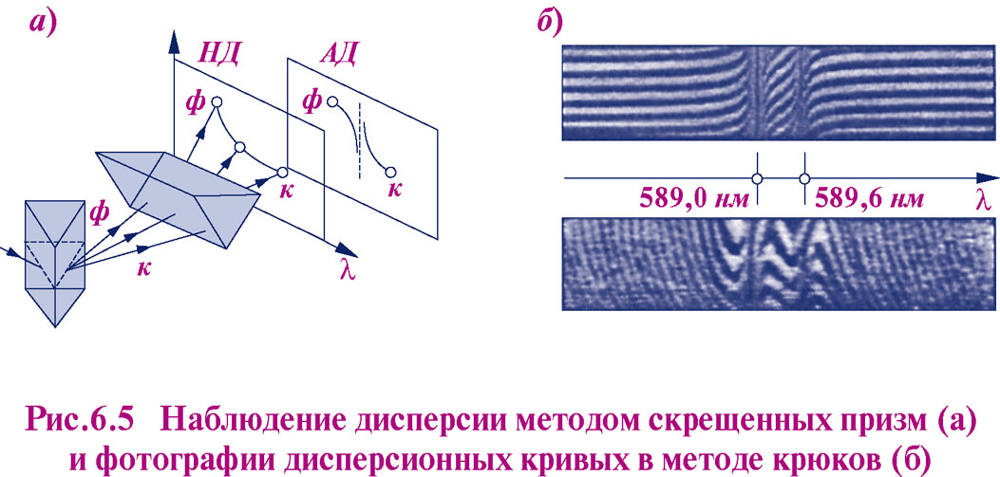 а)
НД
АД
ф
ф
к
к
ф
к
λ
б)
589,0 нм
589,6 нм
λ
Рис.6.5 Наблюдение дисперсии методом скрещенных призм (а)
и фотографии дисперсионных кривых в методе крюков (б)